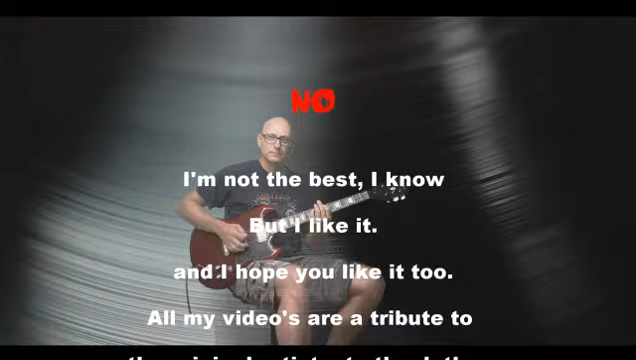 NO
I'm not the best, I know
But I like it.
and I hope you like it too.
All my video's are a tribute to